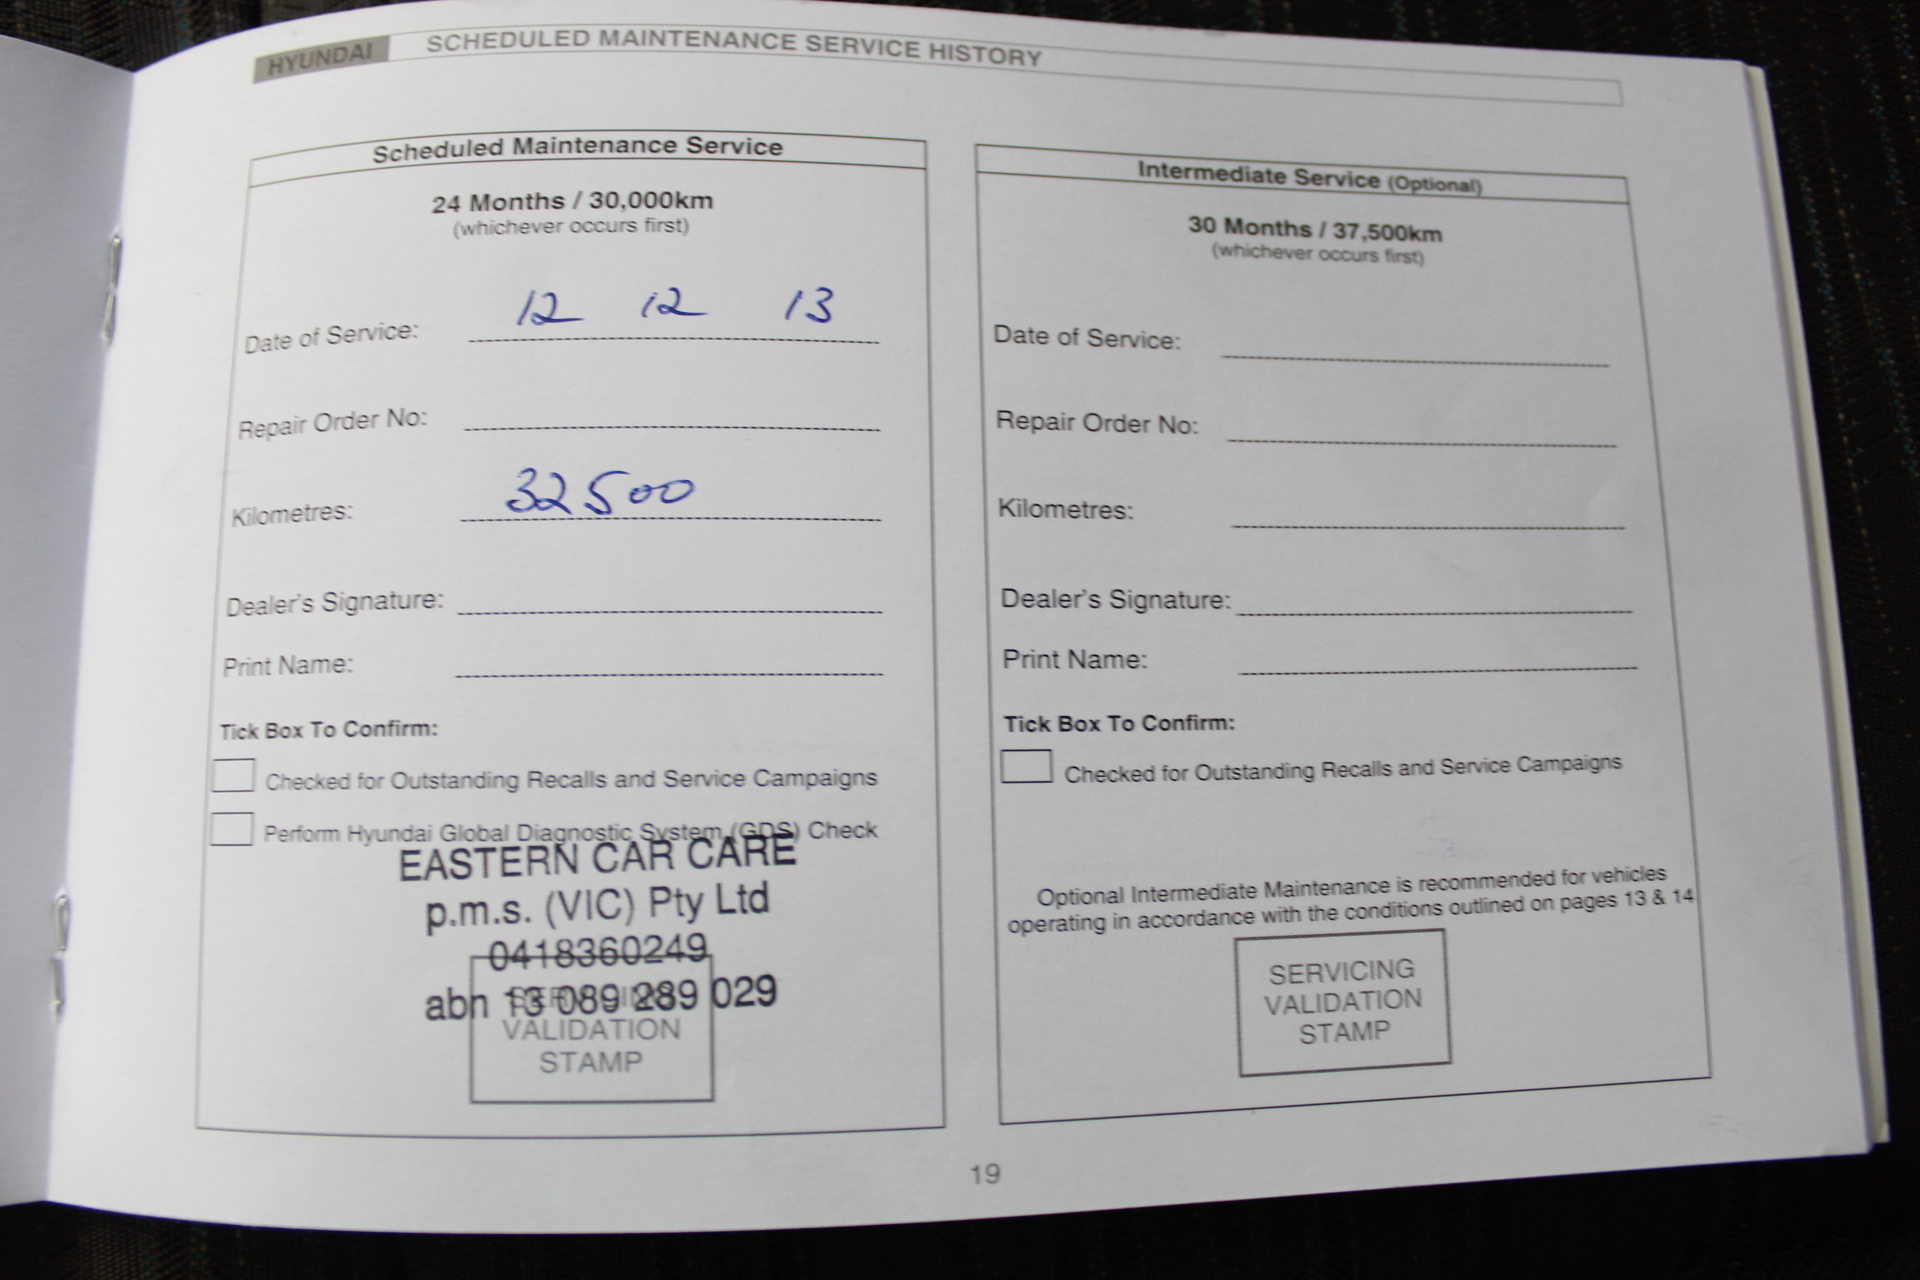 HYUNDAI
SCHEDULED MAINTENANCE SERVICE HISTORY
Scheduled Maintenance Service
24 Months / 30,000km
(whichever occurs first)
Date of Service: 12 12 13
Repair Order No:
Kilometres: 32500
Dealer's Signature:
Print Name:
Tick Box To Confirm:
Checked for Outstanding Recalls and Service Campaigns
Perform Hyundai Global Diagnostic System (GDS) Check
EASTERN CAR CARE
p.m.s. (VIC) Pty Ltd
0418360249
abn 13 089 289 029
VALIDATION
STAMP
Intermediate Service (Optional)
30 Months / 37,500km
(whichever occurs first)
Date of Service:
Repair Order No:
Kilometres:
Dealer's Signature:
Print Name:
Tick Box To Confirm:
Checked for Outstanding Recalls and Service Campaigns
Optional Intermediate Maintenance is recommended for vehicles
operating in accordance with the conditions outlined on pages 13 & 14
SERVICING
VALIDATION
STAMP
19